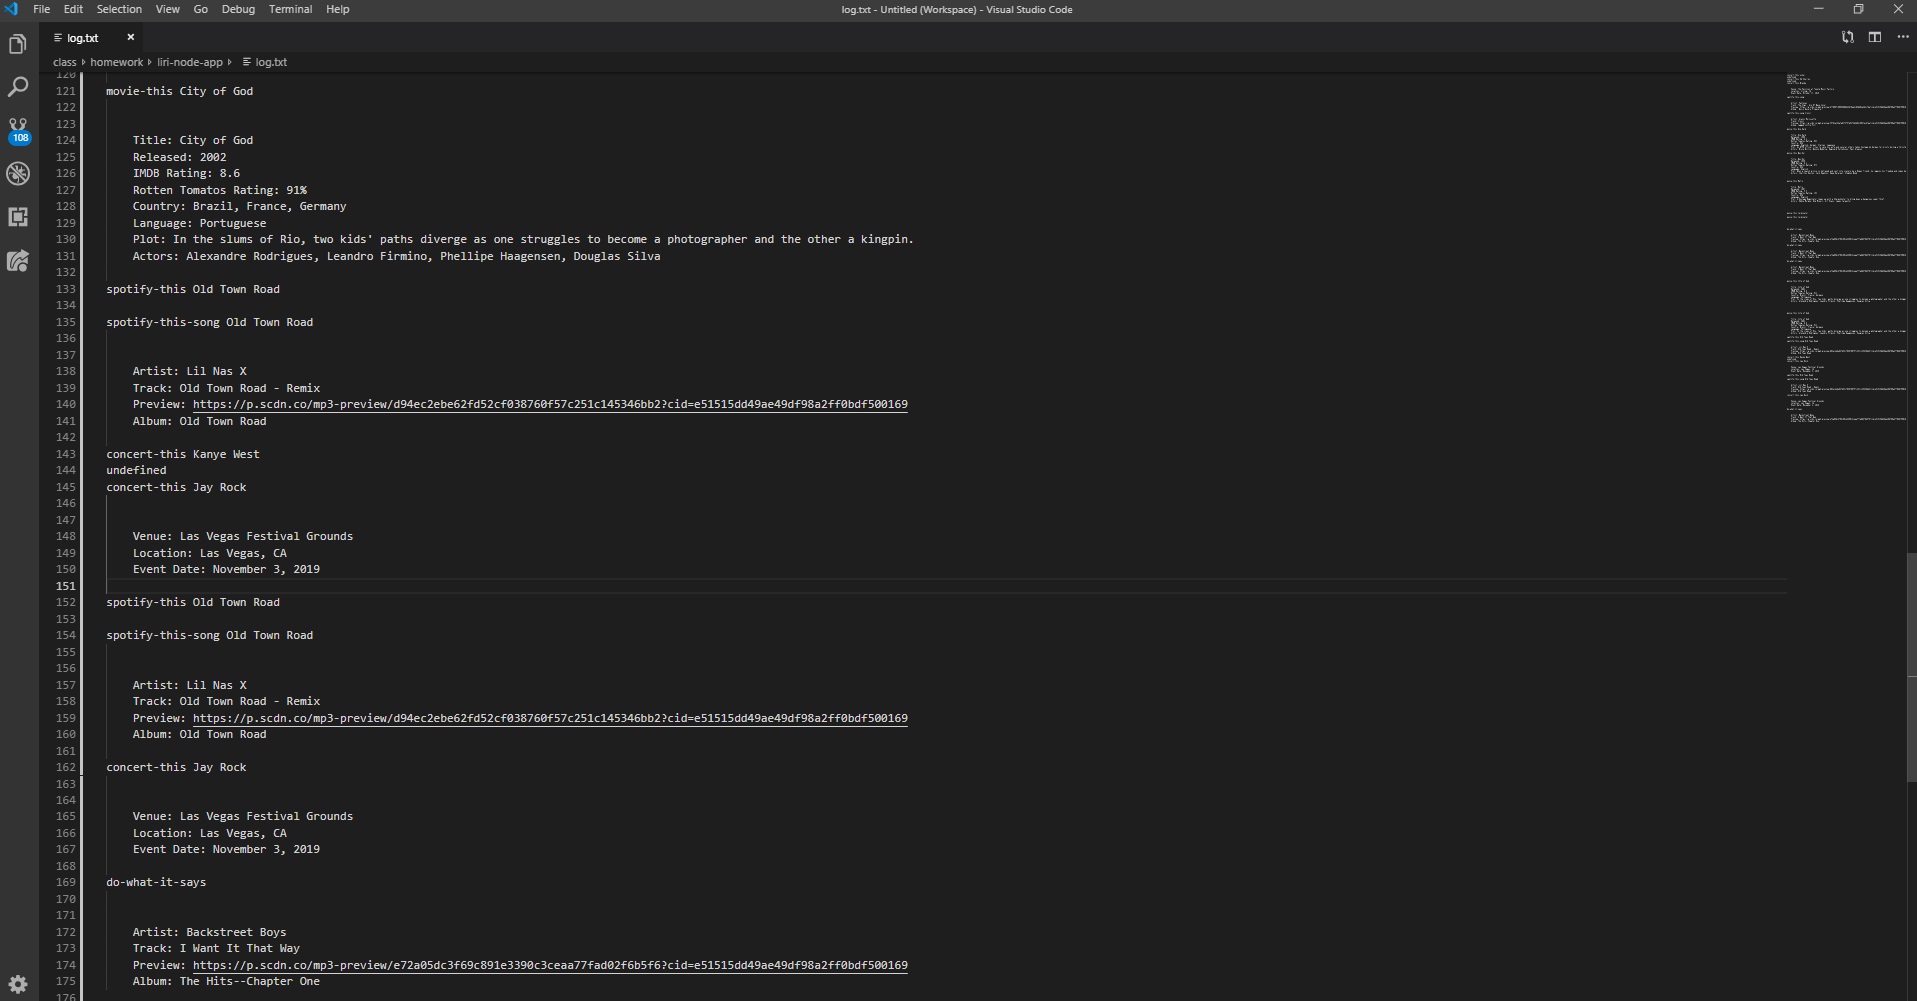 File Edit Selection View Go Debug Terminal Help
log.txt - Untitled (Workspace) - Visual Studio Code
log.txt
class homework liri-node-app log.txt
108
120
121 movie-this City of God
122
123
124 Title: City of God
125 Released: 2002
126 IMDB Rating: 8.6
127 Rotten Tomatos Rating: 91%
128 Country: Brazil, France, Germany
129 Language: Portuguese
130 Plot: In the slums of Rio, two kids' paths diverge as one struggles to become a photographer and the other a kingpin.
131 Actors: Alexandre Rodrigues, Leandro Firmino, Phellipe Haagensen, Douglas Silva
132
133 spotify-this Old Town Road
134
135 spotify-this-song Old Town Road
136
137
138 Artist: Lil Nas X
139 Track: Old Town Road - Remix
140 Preview: https://p.scdn.co/mp3-preview/d94ec2ebe62fd52cf038760f57c251c145346bb2?cid=e51515dd49ae49df98a2ff0bdf500169
141 Album: Old Town Road
142
143 concert-this Kanye West
144 undefined
145 concert-this Jay Rock
146
147
148 Venue: Las Vegas Festival Grounds
149 Location: Las Vegas, CA
150 Event Date: November 3, 2019
151
152 spotify-this Old Town Road
153
154 spotify-this-song Old Town Road
155
156
157 Artist: Lil Nas X
158 Track: Old Town Road - Remix
159 Preview: https://p.scdn.co/mp3-preview/d94ec2ebe62fd52cf038760f57c251c145346bb2?cid=e51515dd49ae49df98a2ff0bdf500169
160 Album: Old Town Road
161
162 concert-this Jay Rock
163
164
165 Venue: Las Vegas Festival Grounds
166 Location: Las Vegas, CA
167 Event Date: November 3, 2019
168
169 do-what-it-says
170
171
172 Artist: Backstreet Boys
173 Track: I Want It That Way
174 Preview: https://p.scdn.co/mp3-preview/e72a05dc3f69c891e3390c3ceaa77fad02f6b5f6?cid=e51515dd49ae49df98a2ff0bdf500169
175 Album: The Hits--Chapter One
176